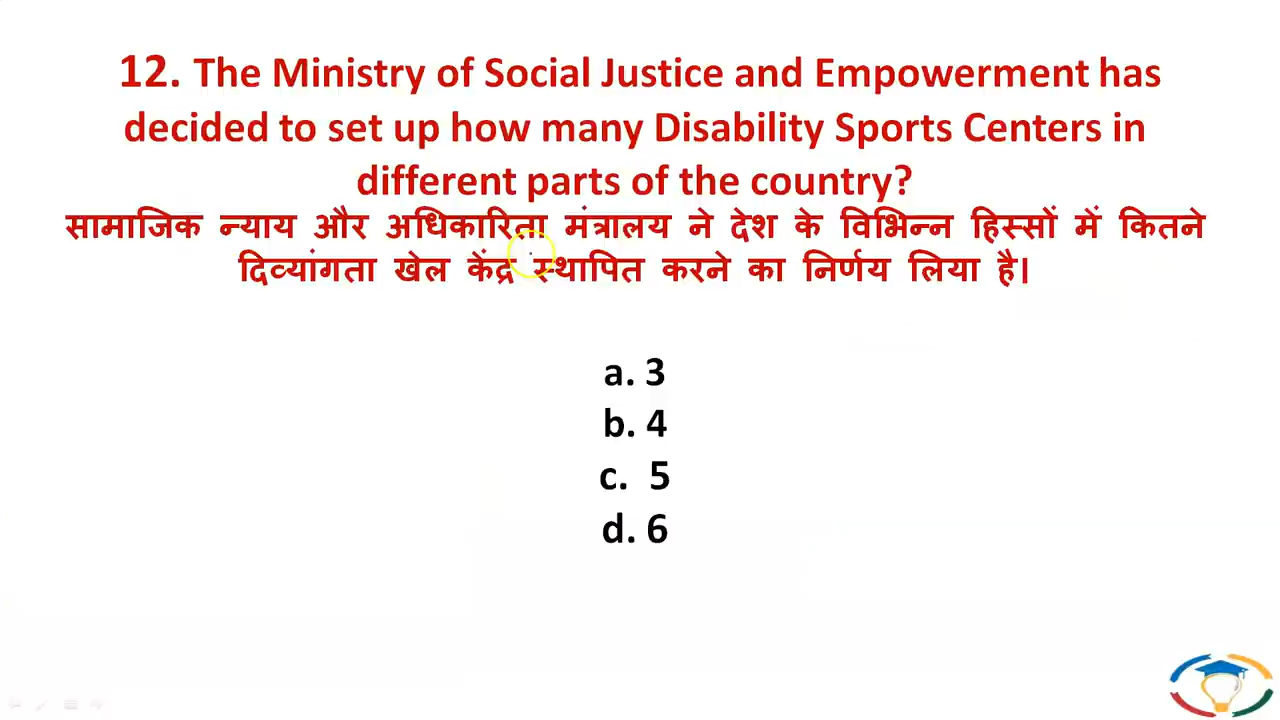 12. The Ministry of Social Justice and Empowerment has
decided to set up how many Disability Sports Centers in
different parts of the country?
सामाजिक न्याय और अधिकारिता मंत्रालय ने देश के विभिन्न हिस्सों में कितने
दिव्यांगता खेल केंद्र स्थापित करने का निर्णय लिया है।
a. 3
b. 4
c. 5
d. 6